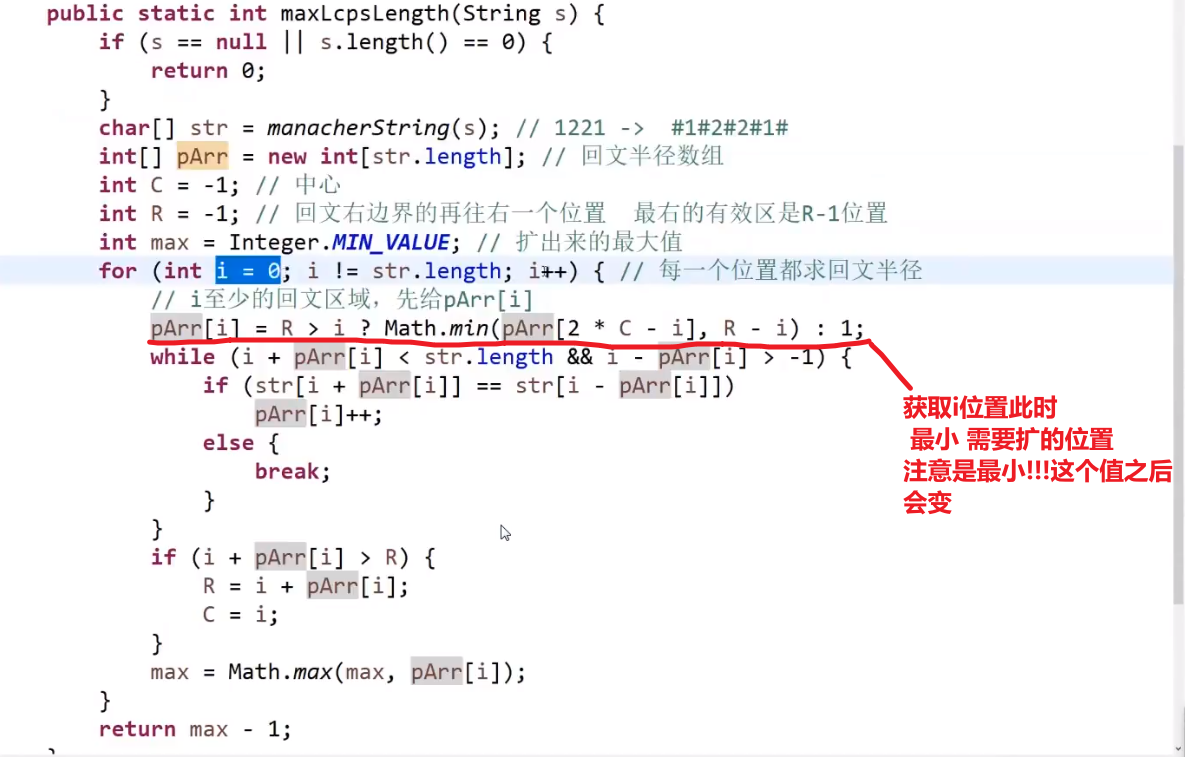 public static int maxLcpsLength(String s) {
if (s == null || s.length() == 0) {
return 0;
}
char[] str = manacherString(s); // 1221 -> #1#2#2#1#
int[] pArr = new int[str.length]; // 回文半径数组
int C = -1; // 中心
int R = -1; // 回文右边界的再往右一个位置 最右的有效区是R-1位置
int max = Integer.MIN_VALUE; // 扩出来的最大值
for (int i = 0; i != str.length; i++) { // 每一个位置都求回文半径
// i至少的回文区域，先给pArr[i]
pArr[i] = R > i ? Math.min(pArr[2 * C - i], R - i) : 1;
while (i + pArr[i] < str.length && i - pArr[i] > -1) {
if (str[i + pArr[i]] == str[i - pArr[i]])
pArr[i]++;
else {
break;
}
}
if (i + pArr[i] > R) {
R = i + pArr[i];
C = i;
}
max = Math.max(max, pArr[i]);
}
return max - 1;
获取i位置此时
最小 需要扩的位置
注意是最小!!!这个值之后
会变